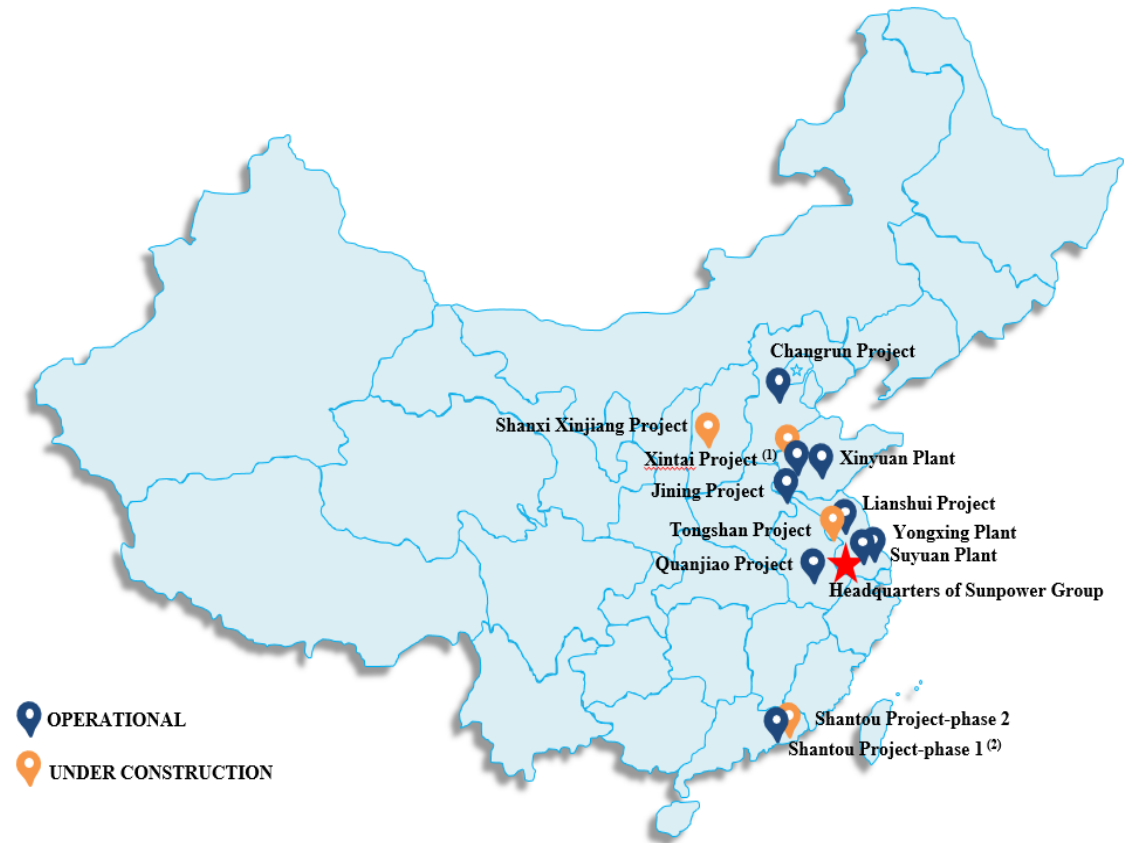 Changrun Project
Shanxi Xinjiang Project
Xintai Project (1)
Xinyuan Plant
Jining Project
Lianshui Project
Tongshan Project
Yongxing Plant
Suyuan Plant
Quanjiao Project
Headquarters of Sunpower Group
OPERATIONAL
Shantou Project-phase 2
Shantou Project-phase 1 (2)
UNDER CONSTRUCTION